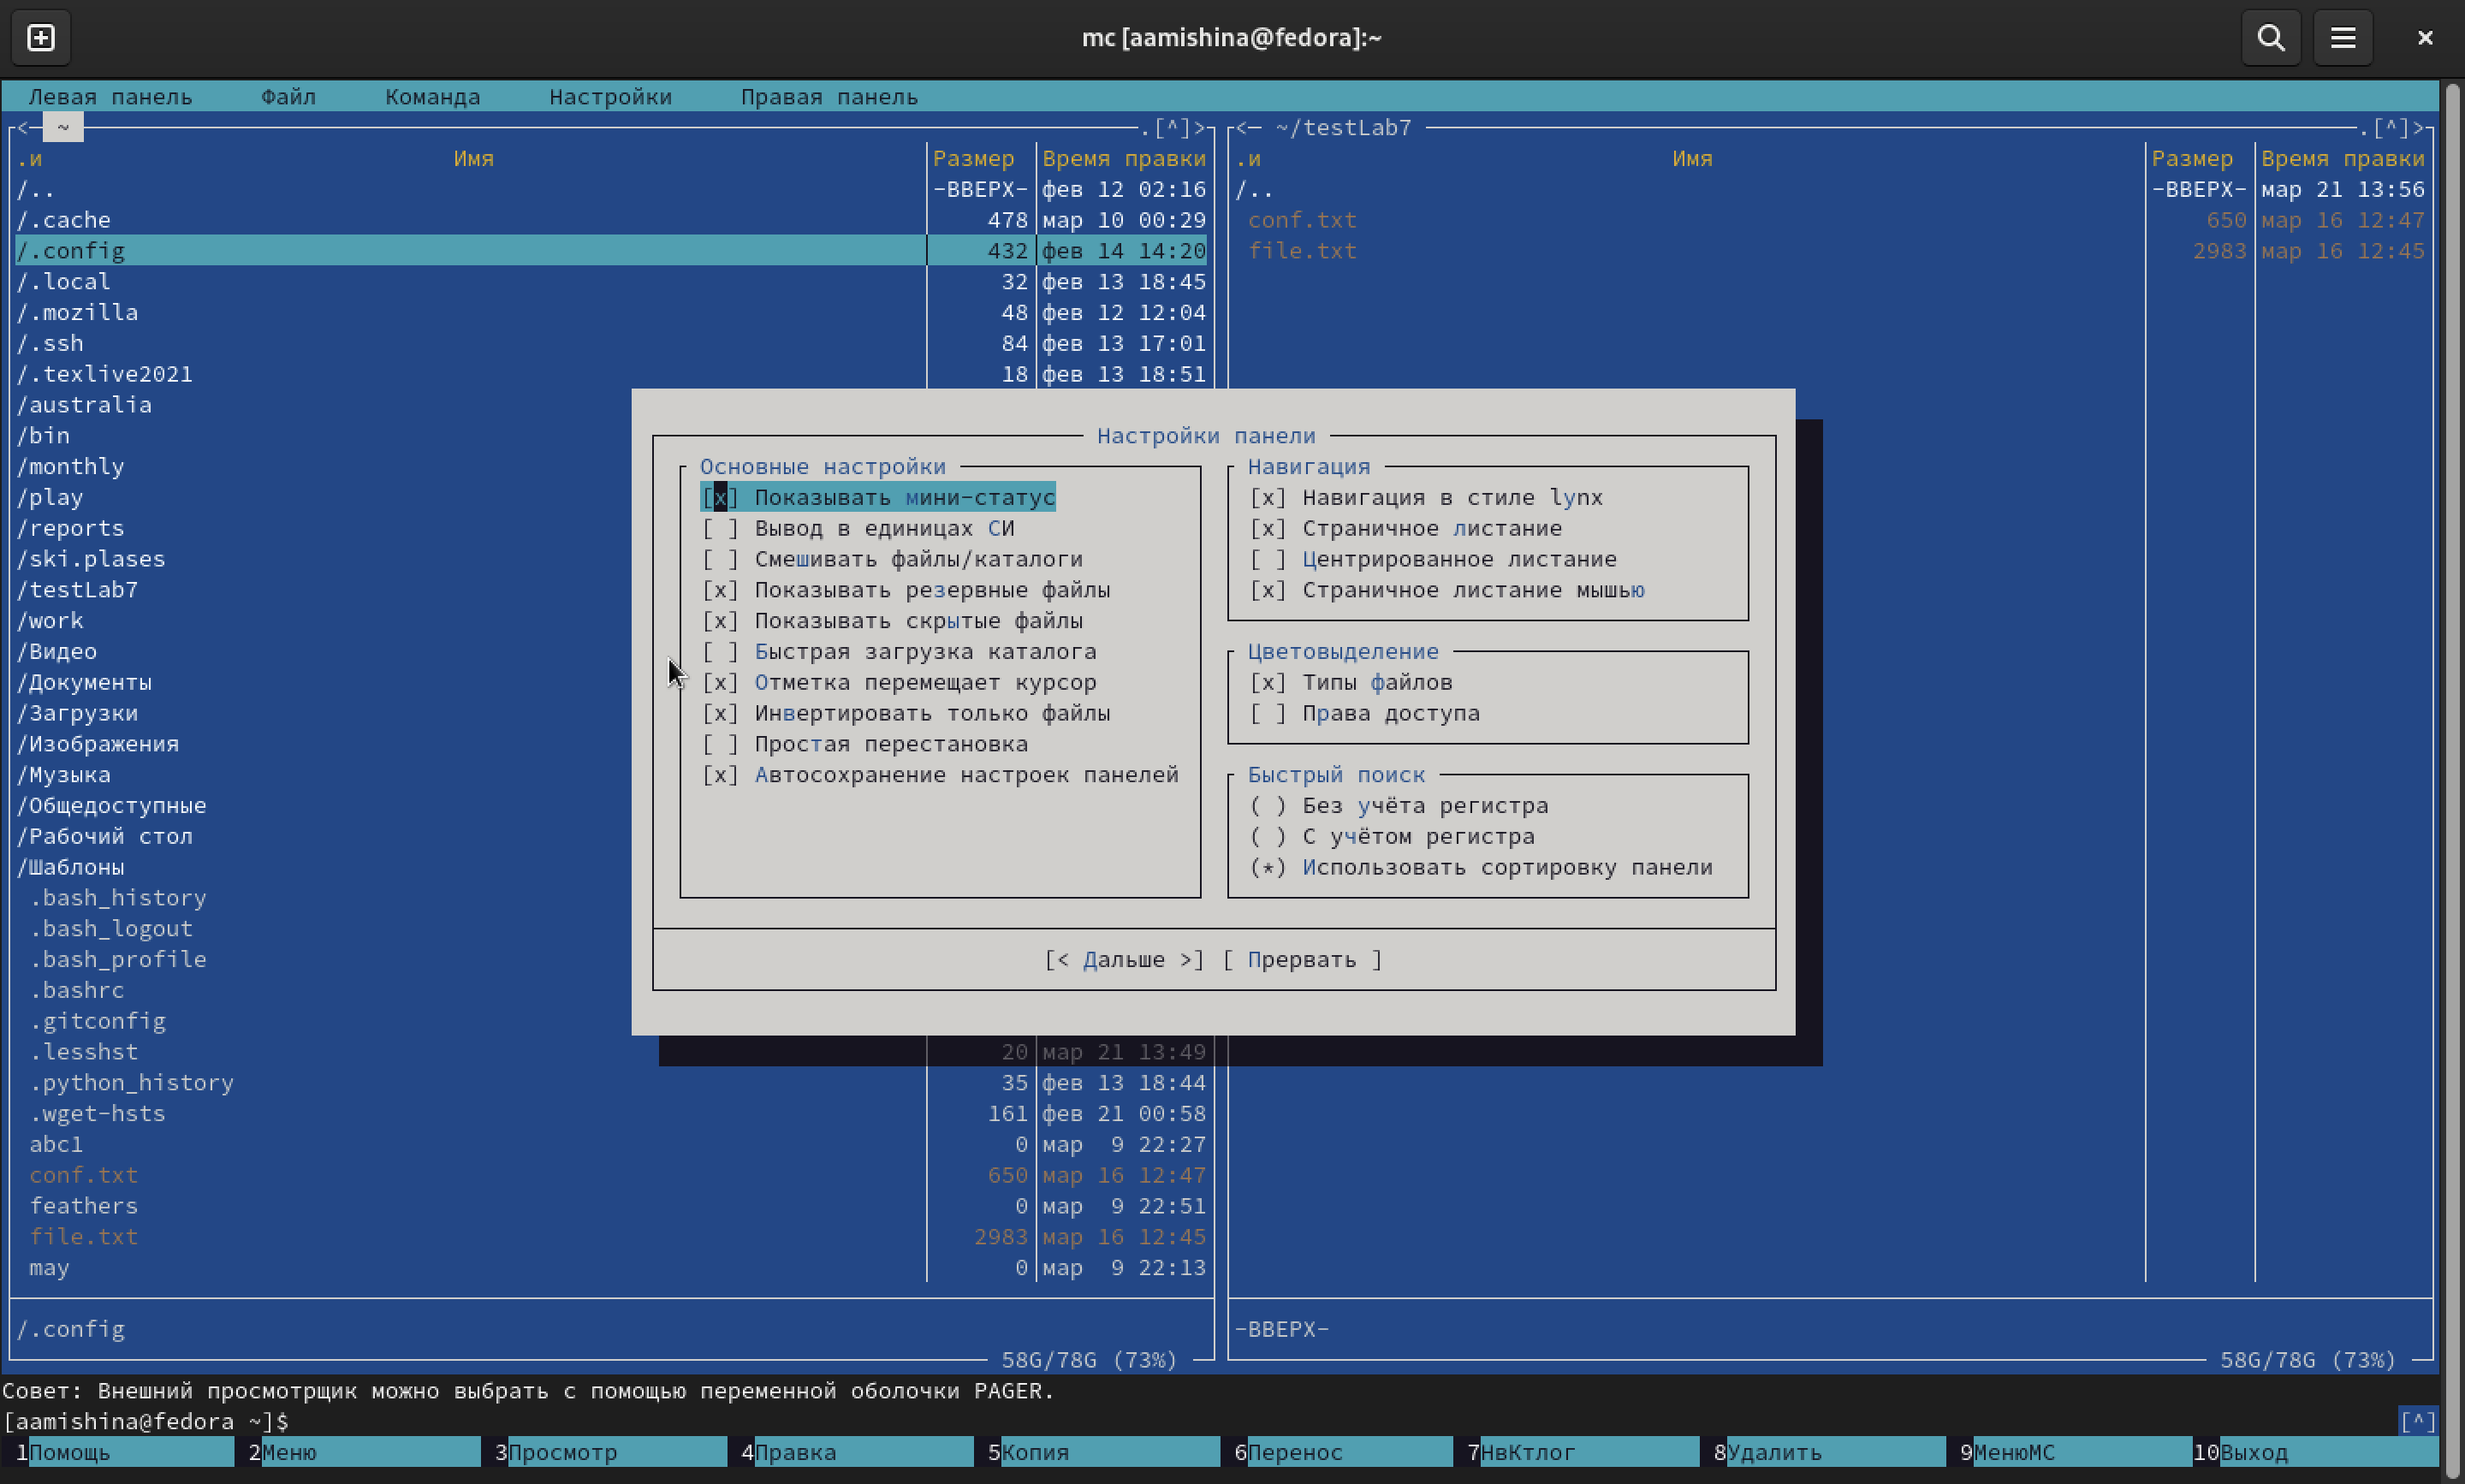 mc [aamishina@fedora]:~
Левая панель Файл Команда Настройки Правая панель
<─ ~ .[^]> <─ ~/testLab7 .[^]>
.и Имя Размер Время правки .и Имя Размер Время правки
/.. -ВВЕРХ- фев 12 02:16 /.. -ВВЕРХ- мар 21 13:56
/.cache 478 мар 10 00:29 conf.txt 650 мар 16 12:47
/.config 432 фев 14 14:20 file.txt 2983 мар 16 12:45
/.local 32 фев 13 18:45
/.mozilla 48 фев 12 12:04
/.ssh 84 фев 13 17:01
/.texlive2021 18 фев 13 18:51
/australia
/bin
/monthly
/play
/reports
/ski.plases
/testLab7
/work
/Видео
/Документы
/Загрузки
/Изображения
/Музыка
/Общедоступные
/Рабочий стол
/Шаблоны
.bash_history
.bash_logout
.bash_profile
.bashrc
.gitconfig
.lesshst 20 мар 21 13:49
.python_history 35 фев 13 18:44
.wget-hsts 161 фев 21 00:58
abc1 0 мар 9 22:27
conf.txt 650 мар 16 12:47
feathers 0 мар 9 22:51
file.txt 2983 мар 16 12:45
may 0 мар 9 22:13
Настройки панели
Основные настройки
[x] Показывать мини-статус
[ ] Вывод в единицах СИ
[ ] Смешивать файлы/каталоги
[x] Показывать резервные файлы
[x] Показывать скрытые файлы
[ ] Быстрая загрузка каталога
[x] Отметка перемещает курсор
[x] Инвертировать только файлы
[ ] Простая перестановка
[x] Автосохранение настроек панелей
Навигация
[x] Навигация в стиле lynx
[x] Страничное листание
[ ] Центрированное листание
[x] Страничное листание мышью
Цветовыделение
[x] Типы файлов
[ ] Права доступа
Быстрый поиск
( ) Без учёта регистра
( ) С учётом регистра
(*) Использовать сортировку панели
[< Дальше >] [ Прервать ]
/.config -ВВЕРХ-
58G/78G (73%) 58G/78G (73%)
Совет: Внешний просмотрщик можно выбрать с помощью переменной оболочки PAGER.
[aamishina@fedora ~]$ [^]
1Помощь 2Меню 3Просмотр 4Правка 5Копия 6Перенос 7НвКтлог 8Удалить 9МенюМС 10Выход